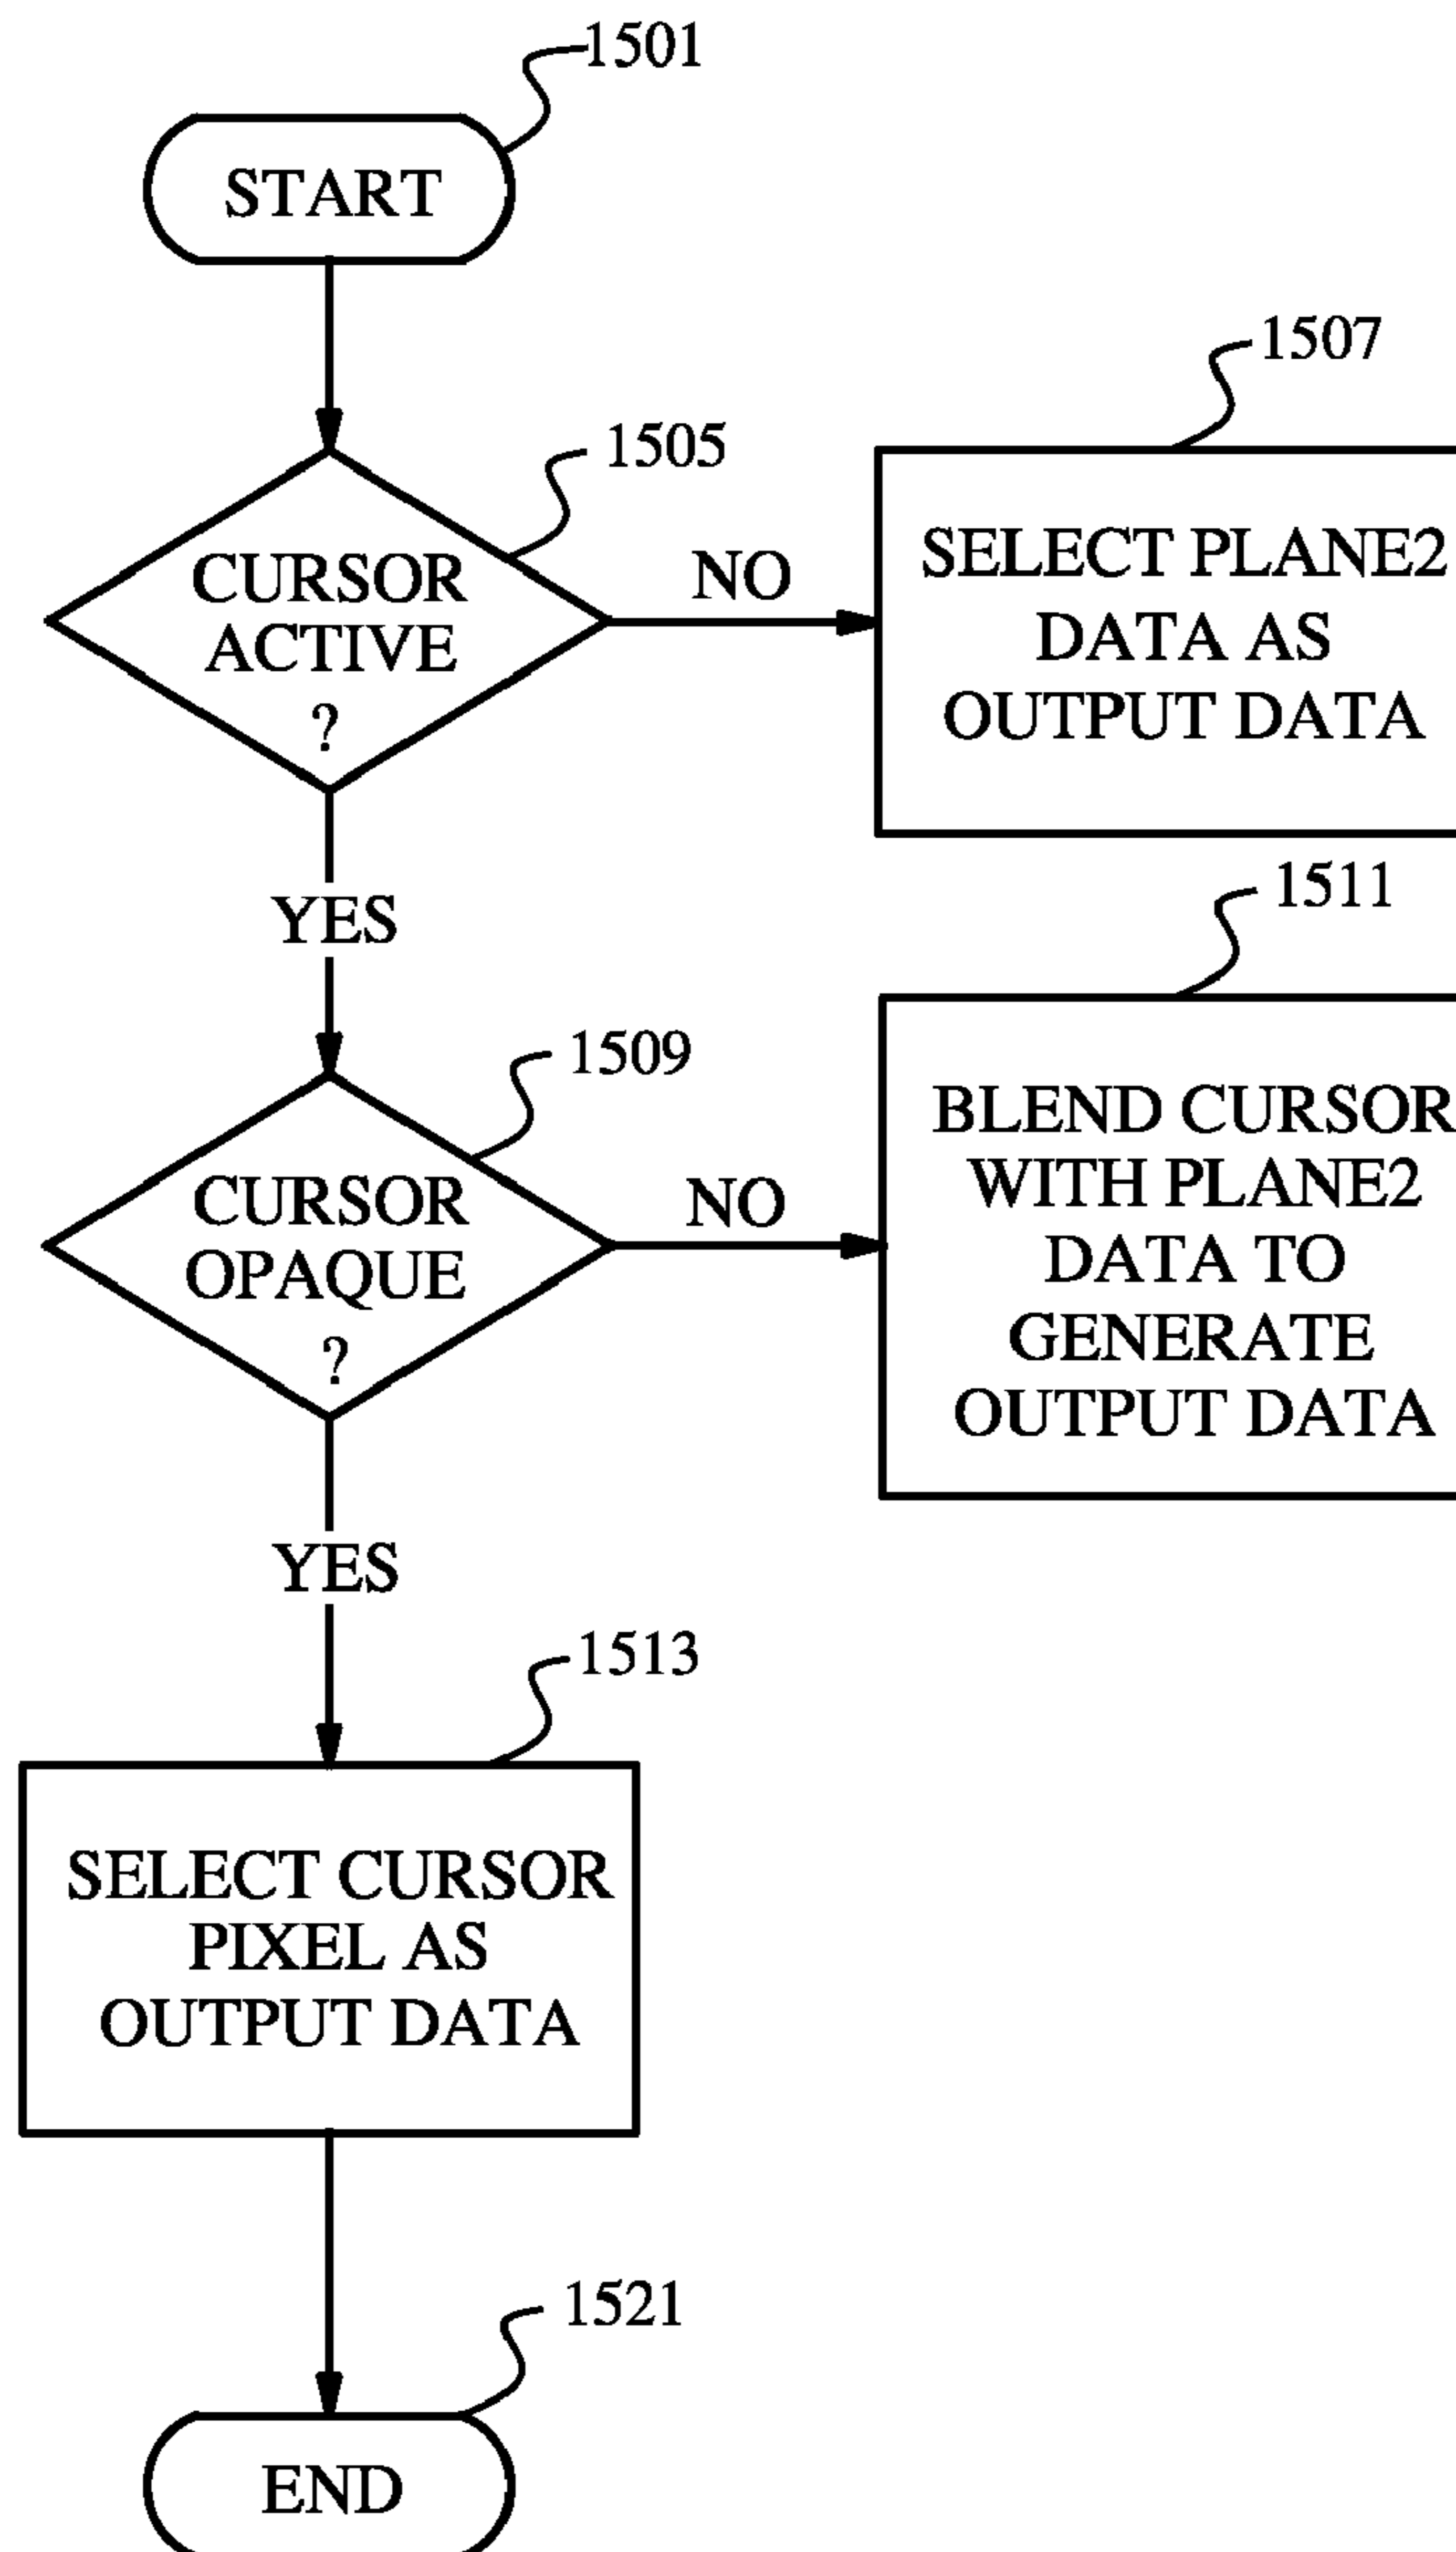 1501
START
1507
1505
CURSOR
ACTIVE
?
NO
SELECT PLANE2
DATA AS
OUTPUT DATA
YES
1511
1509
CURSOR
OPAQUE
?
NO
BLEND CURSOR
WITH PLANE2
DATA TO
GENERATE
OUTPUT DATA
YES
1513
SELECT CURSOR
PIXEL AS
OUTPUT DATA
1521
END